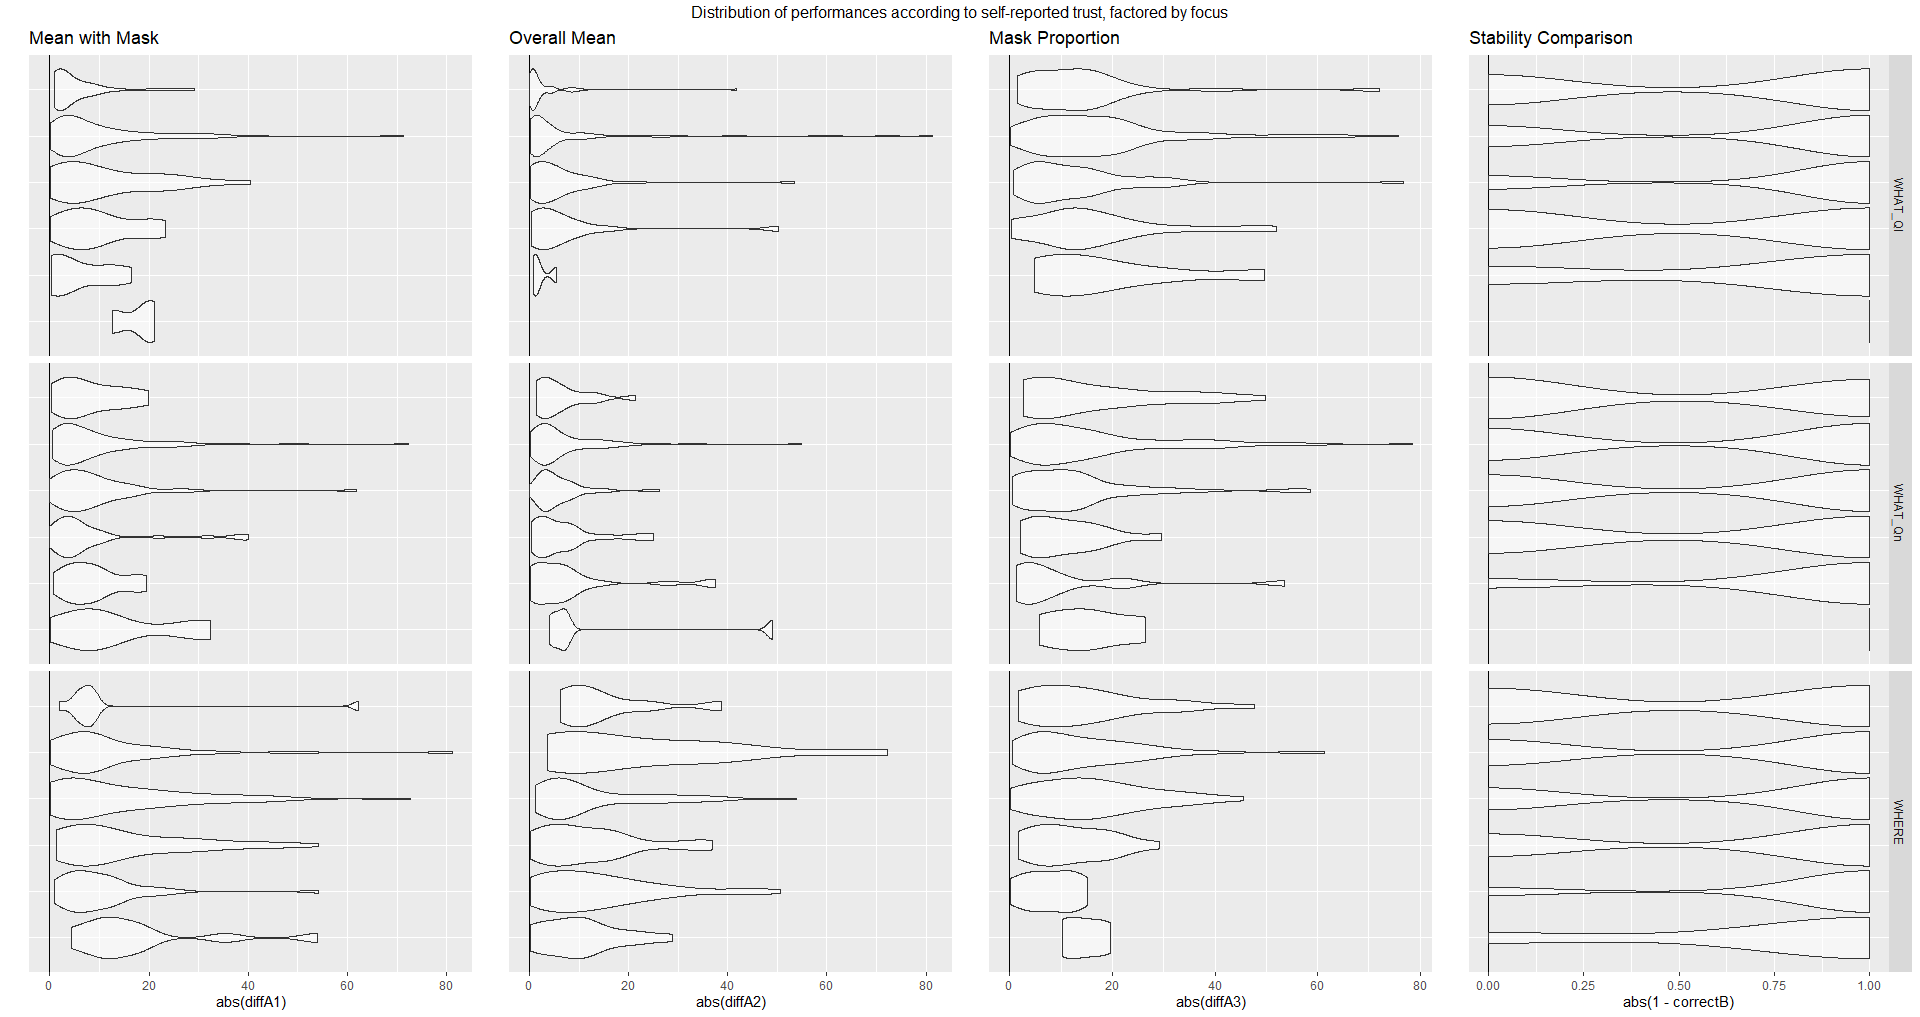 Distribution of performances according to self-reported trust, factored by focus
Mean with Mask
Overall Mean
Mask Proportion
Stability Comparison
WHAT_Ql
WHAT_Qn
WHERE
0 20 40 60 80
0 20 40 60 80
0 20 40 60 80
0.00 0.25 0.50 0.75 1.00
abs(diffA1)
abs(diffA2)
abs(diffA3)
abs(1 - correctB)